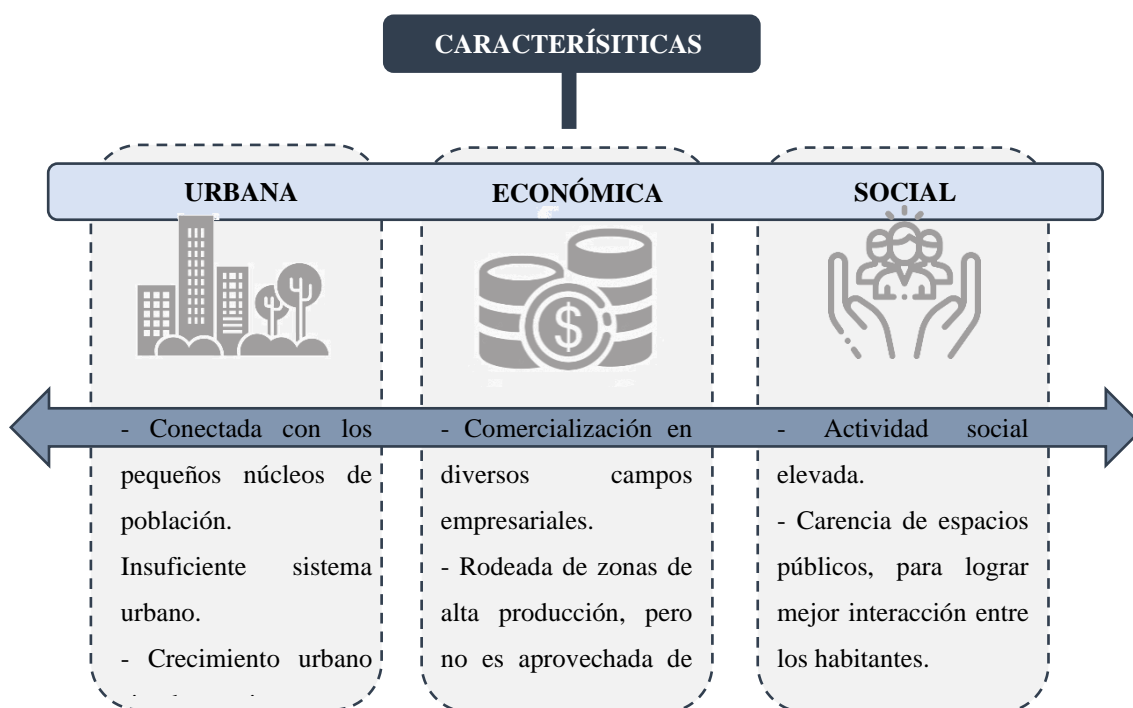 CARACTERÍSITICAS
URBANA
ECONÓMICA
SOCIAL
- Conectada con los
pequeños núcleos de
población.
Insuficiente sistema
urbano.
- Crecimiento urbano
- Comercialización en
diversos campos
empresariales.
- Rodeada de zonas de
alta producción, pero
no es aprovechada de
- Actividad social
elevada.
- Carencia de espacios
públicos, para lograr
mejor interacción entre
los habitantes.
$